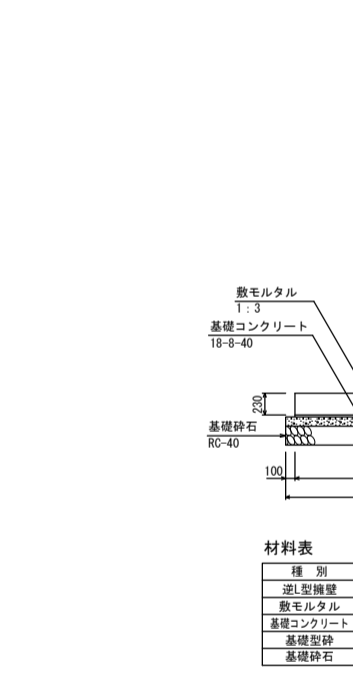 敷モルタル
1:3
基礎コンクリート
18-8-40
230
基礎砕石
RC-40
100
材料表
種 別
逆L型擁壁
敷モルタル
基礎コンクリート
基礎型砕
基礎砕石